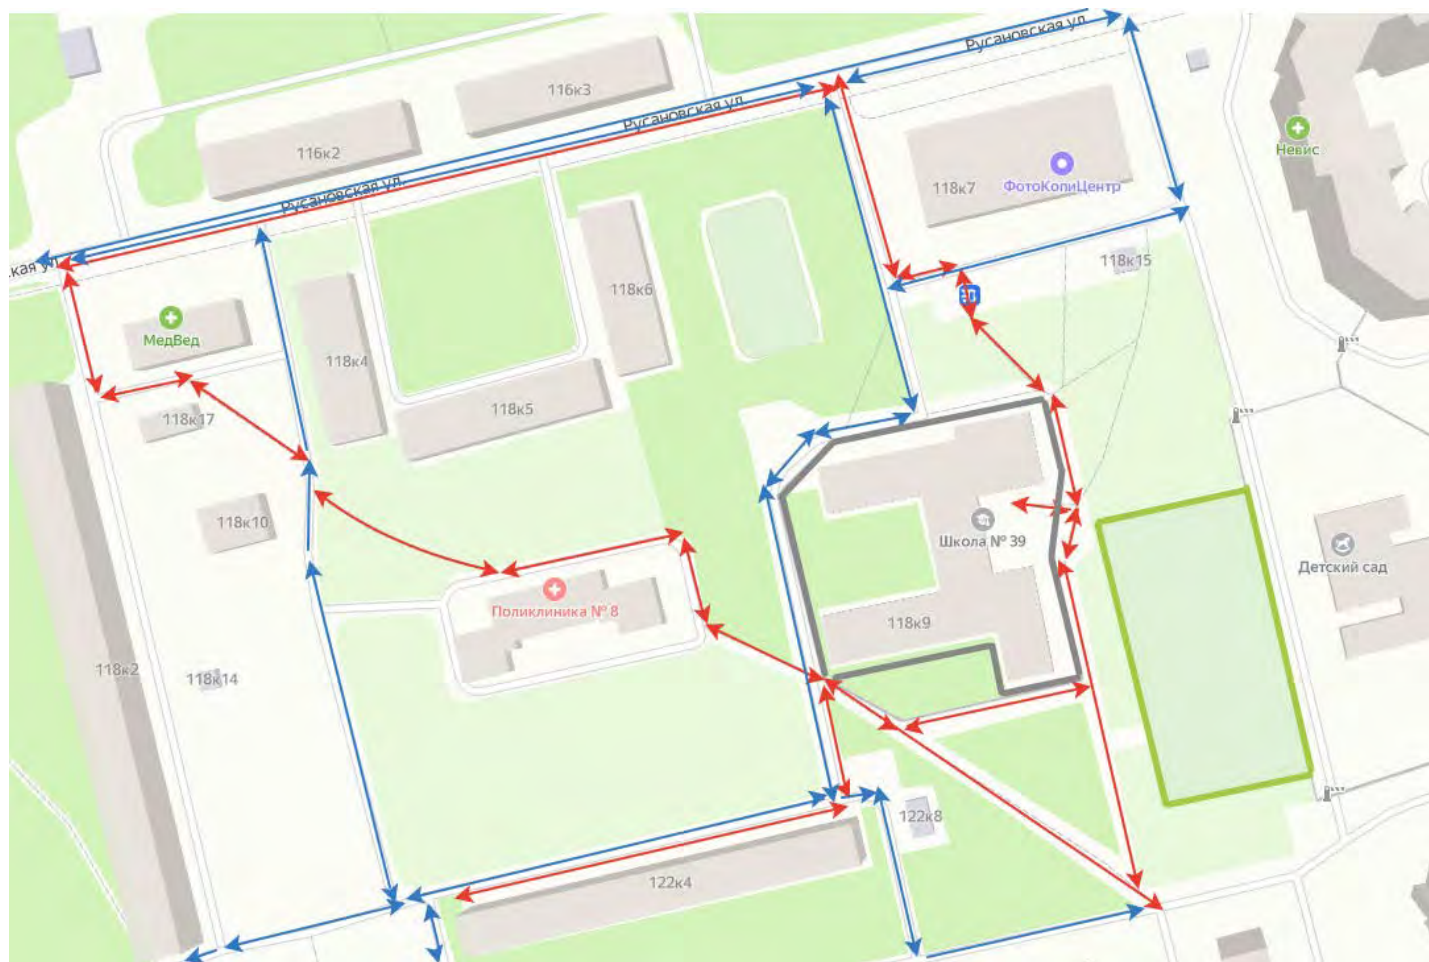 Русановская ул.
116к3
Русановская ул.
116к2
Невис
ФотоКопиЦентр
118к7
Русановская ул.
кая ул.
118к15
118к6
МедВед
118к4
118к5
118к17
118к10
Школа № 39
Детский сад
Поликлиника № 8
118к9
118к2
118к14
122к8
122к4